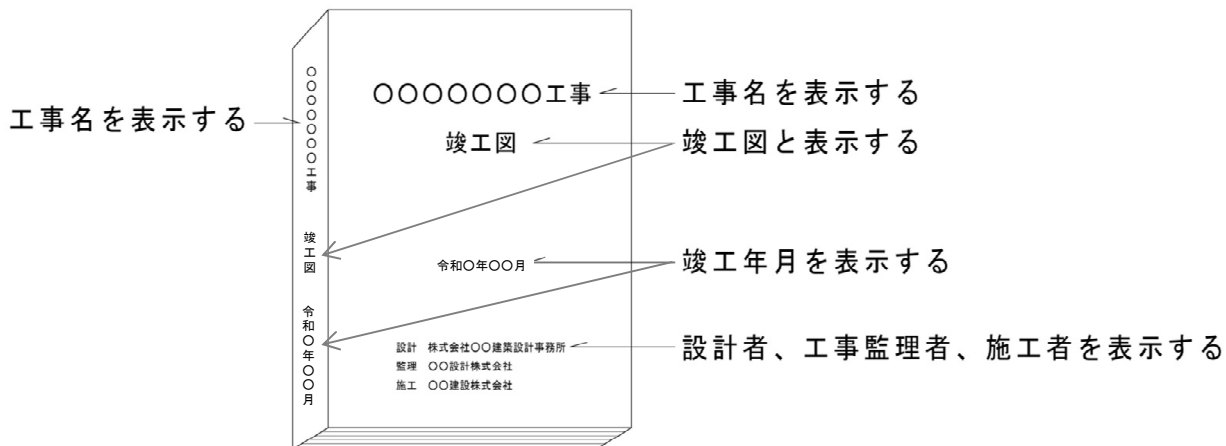 工事名を表示する
〇〇〇〇〇〇〇工事
竣工図
令和〇年〇〇月
〇〇〇〇〇〇〇工事
竣工図
令和〇年〇〇月
設計 株式会社〇〇建築設計事務所
監理 〇〇設計株式会社
施工 〇〇建設株式会社
工事名を表示する
竣工図と表示する
竣工年月を表示する
設計者、工事監理者、施工者を表示する